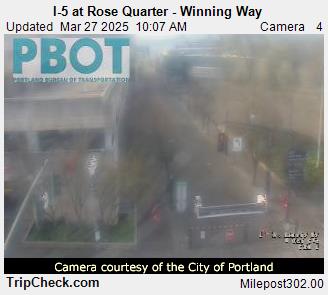 I-5 at Rose Quarter - Winning Way
Updated Mar 27 2025 10:07 AM Camera 4
PBOT
PORTLAND BUREAU OF TRANSPORTATION
Camera courtesy of the City of Portland
TripCheck.com Milepost302.00